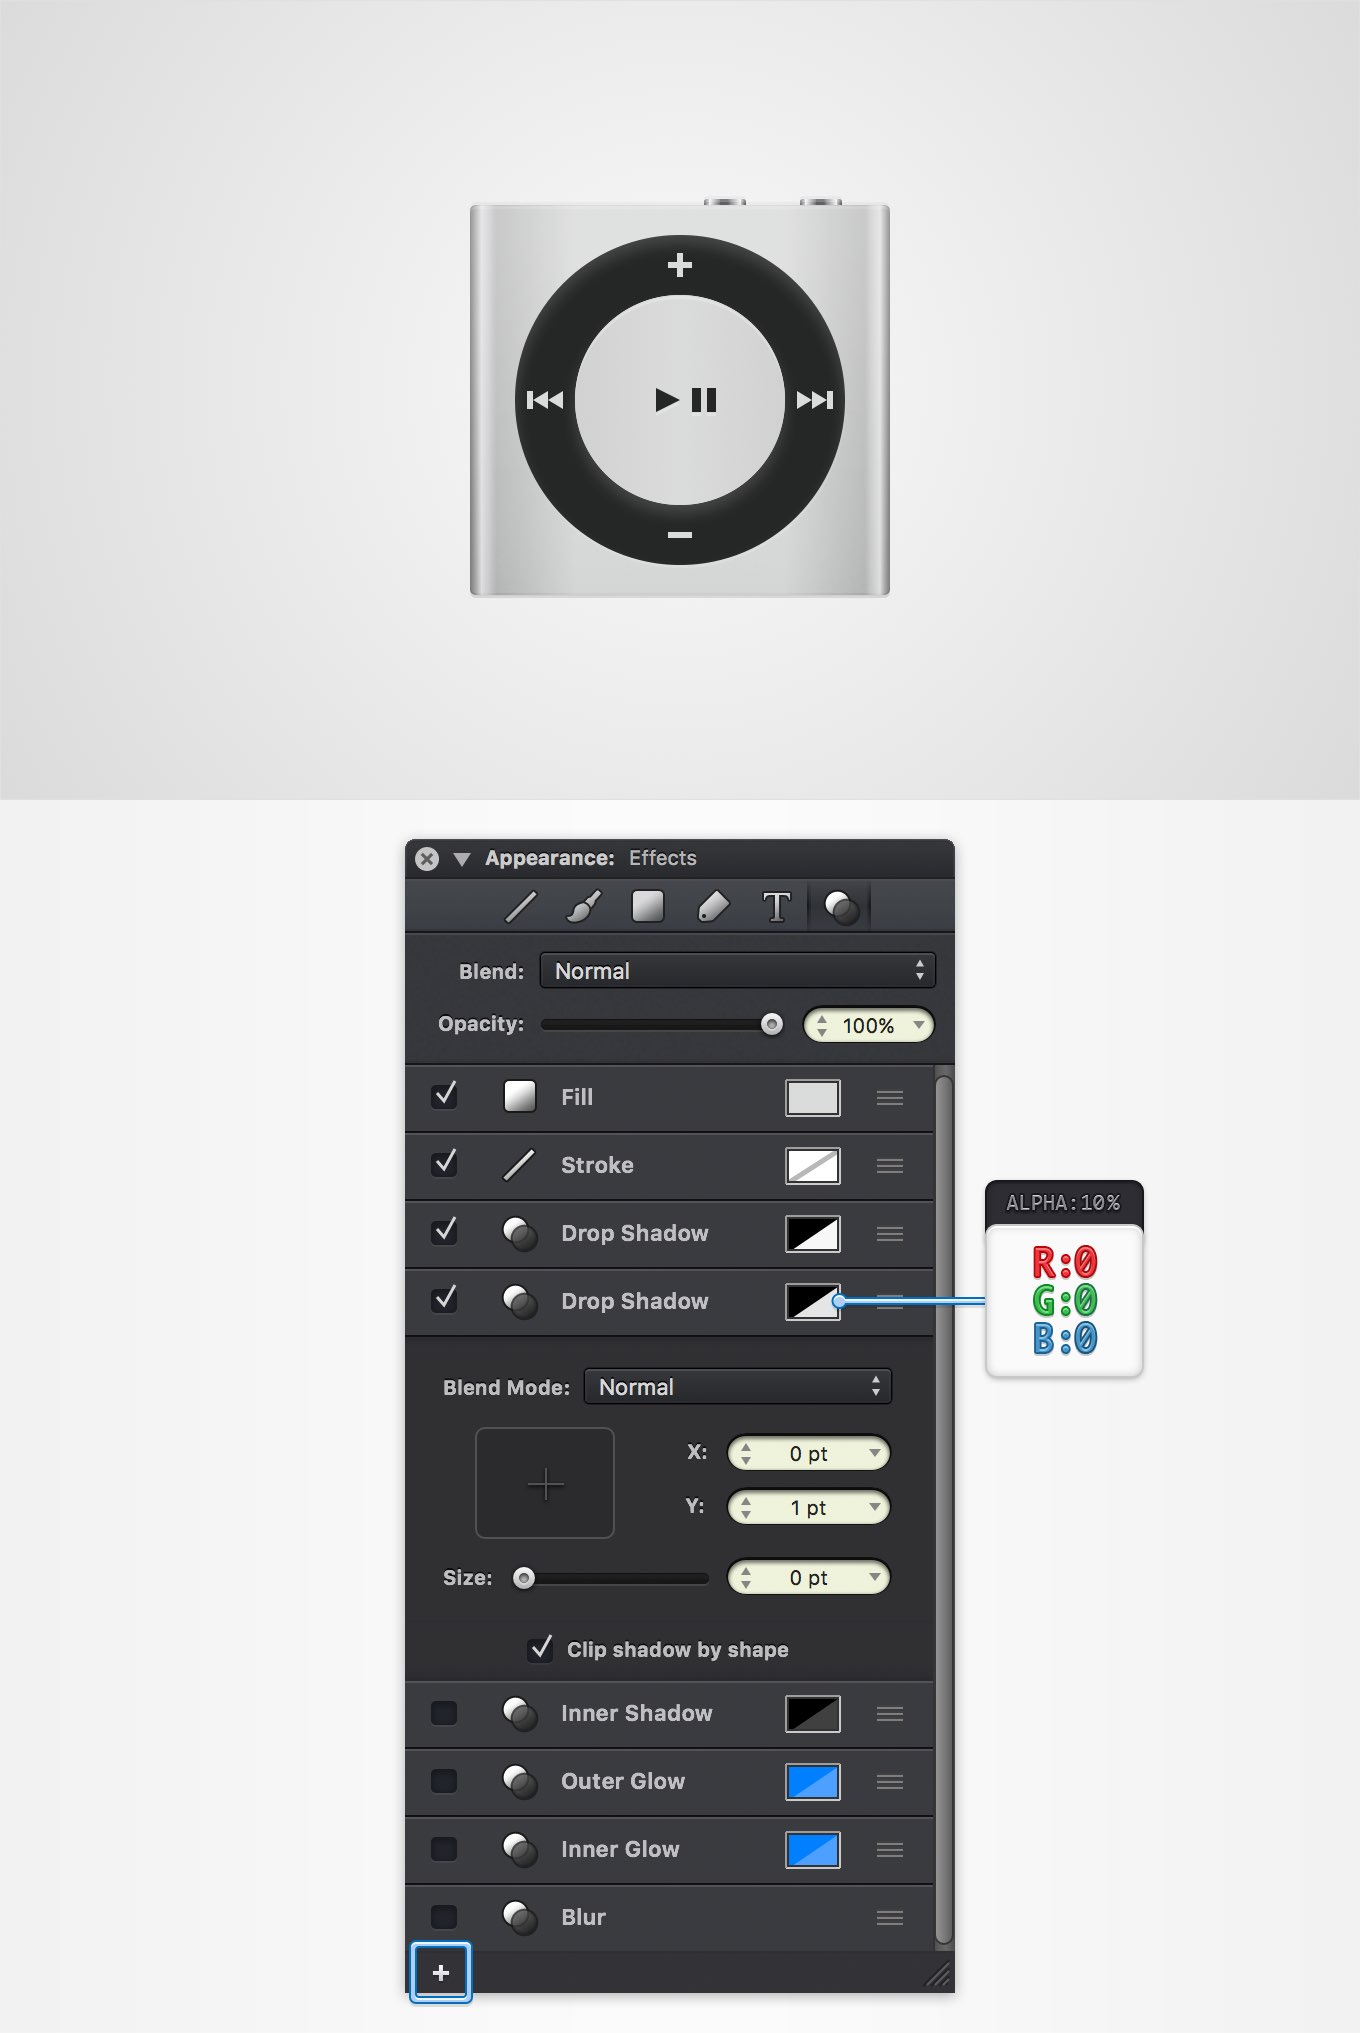 Appearance: Effects
T
Blend: Normal
Opacity: 100%
Fill
Stroke
Drop Shadow
Drop Shadow
ALPHA:10%
R:0
G:0
B:0
Blend Mode: Normal
X: 0 pt
Y: 1 pt
Size: 0 pt
Clip shadow by shape
Inner Shadow
Outer Glow
Inner Glow
Blur